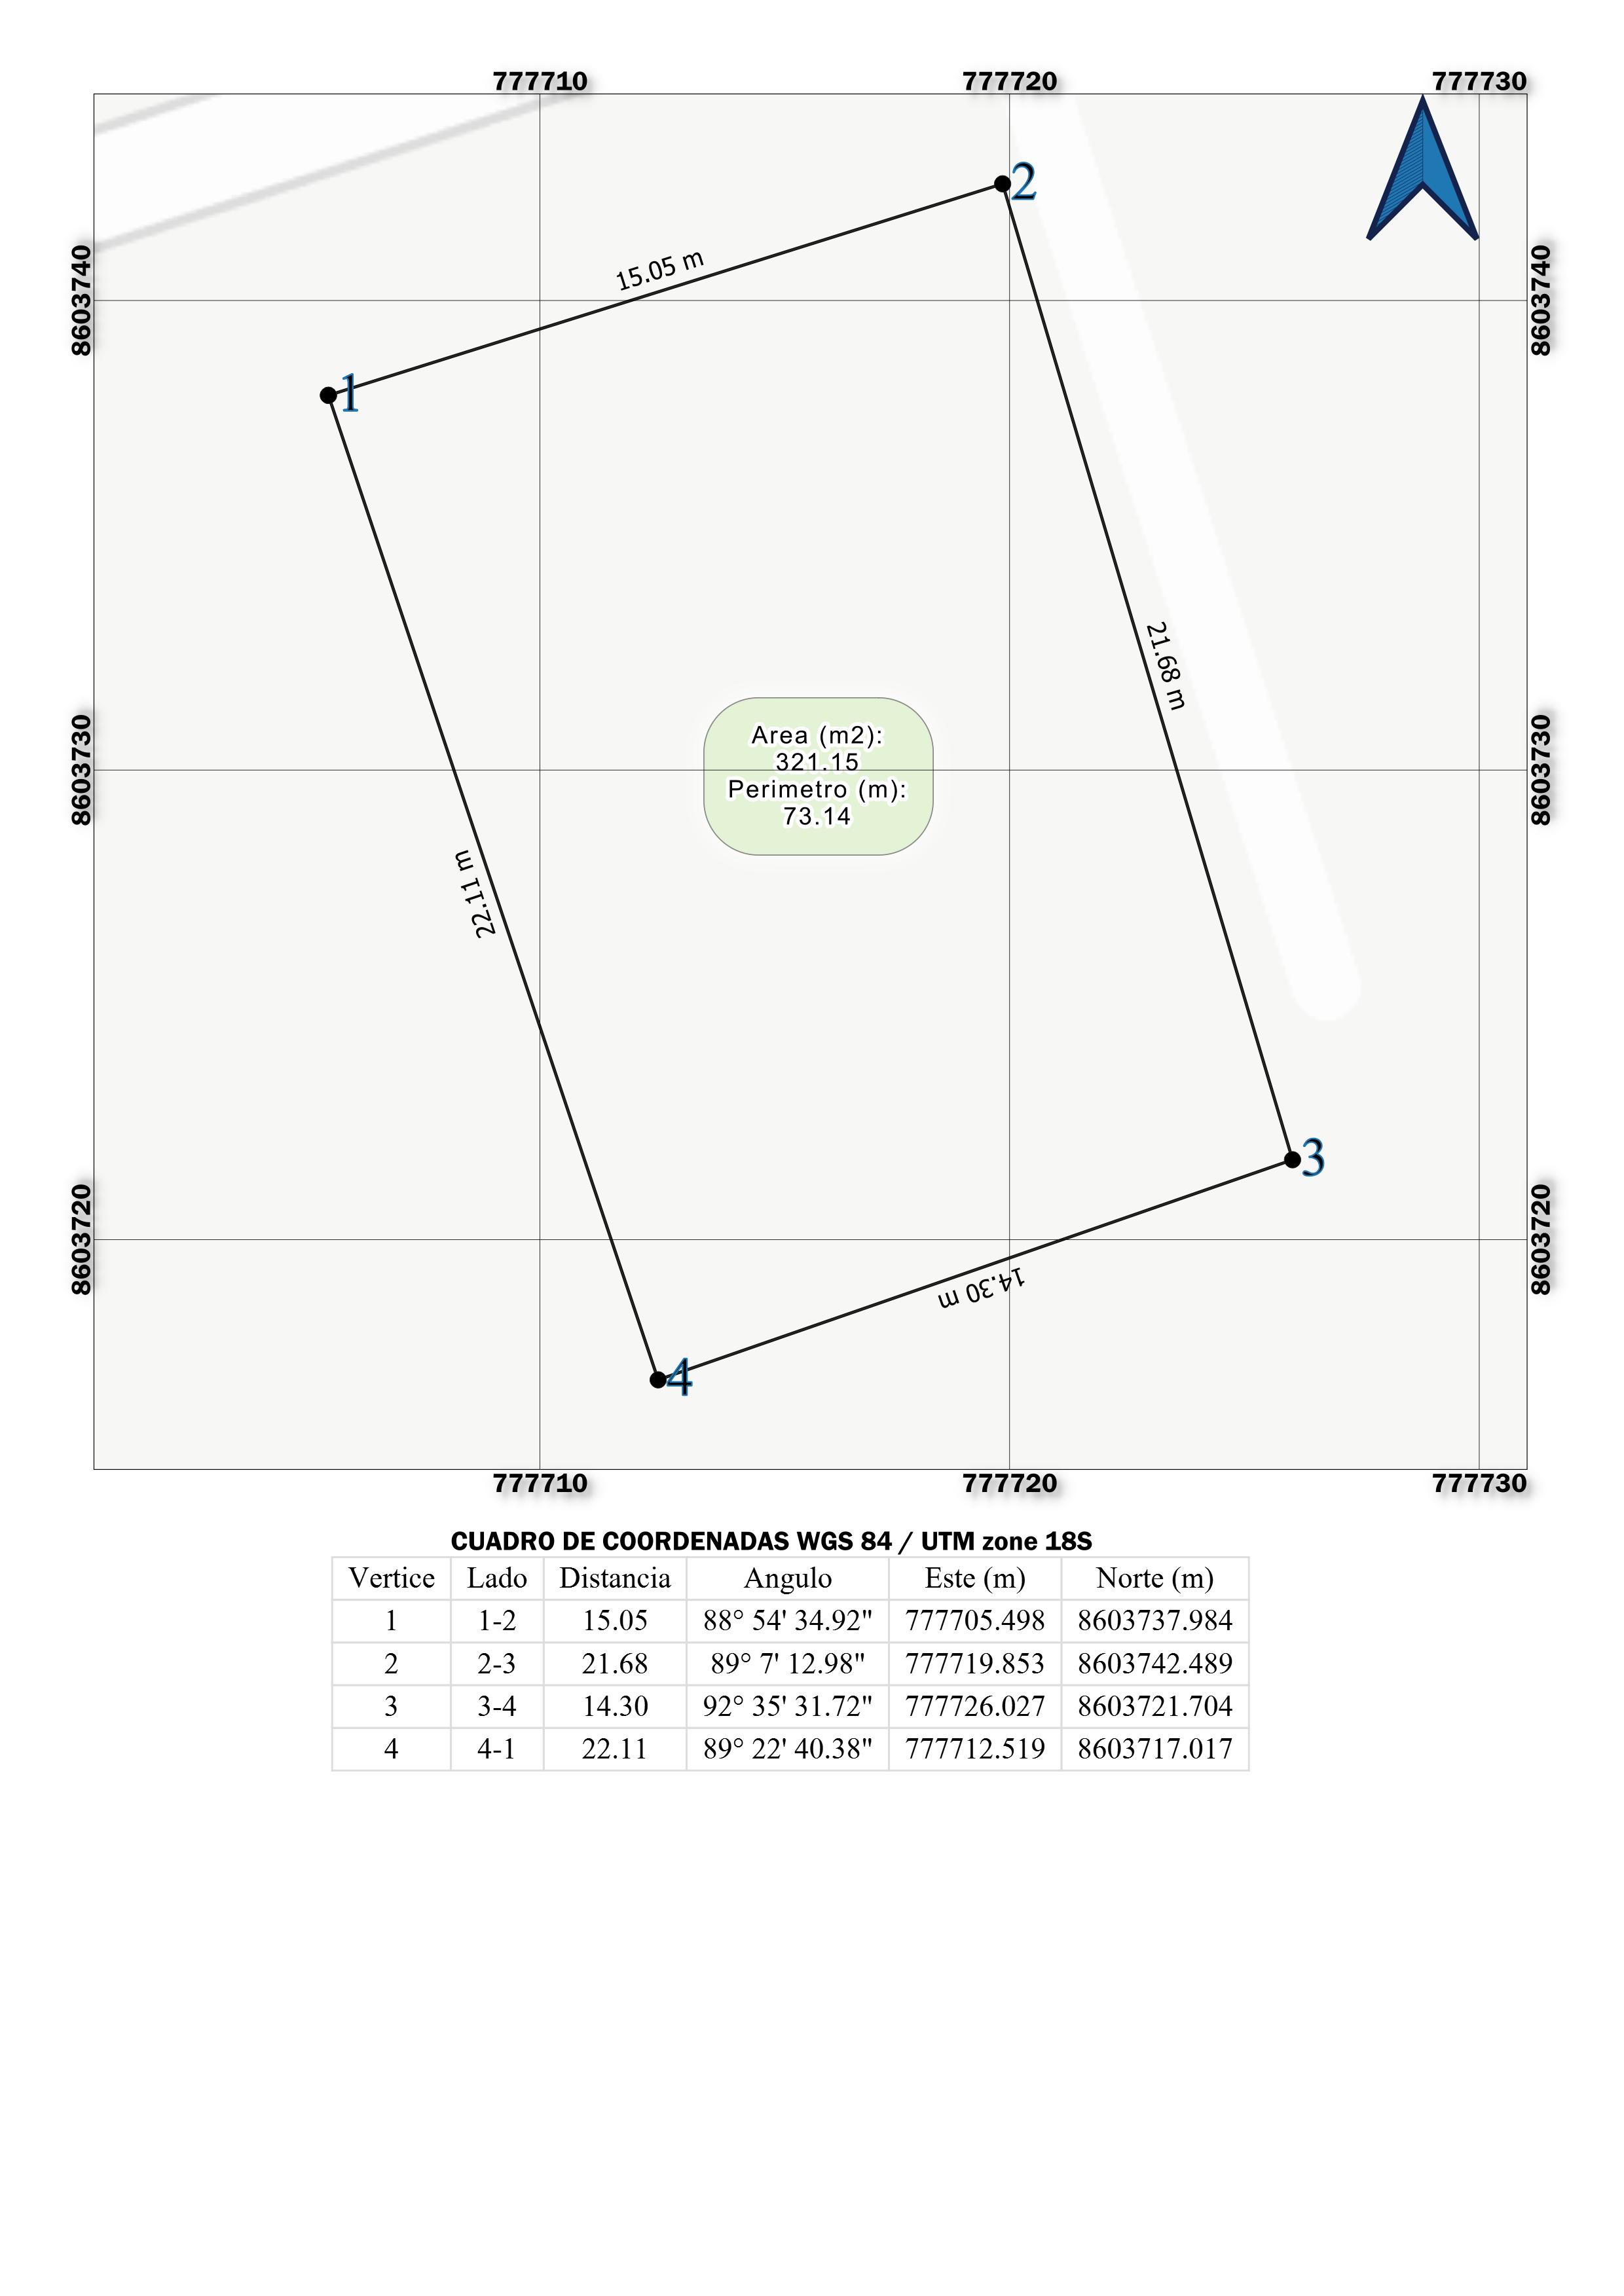 777710 777720 777730
2
8603740 8603740
15.05 m
1
21.68 m
Area (m2):
321.15
Perimetro (m):
73.14
8603730 8603730
22.11 m
3
8603720 8603720
14.30 m
4
777710 777720 777730
CUADRO DE COORDENADAS WGS 84 / UTM zone 18S
Vertice Lado Distancia Angulo Este (m) Norte (m)
1 1-2 15.05 88° 54' 34.92" 777705.498 8603737.984
2 2-3 21.68 89° 7' 12.98" 777719.853 8603742.489
3 3-4 14.30 92° 35' 31.72" 777726.027 8603721.704
4 4-1 22.11 89° 22' 40.38" 777712.519 8603717.017